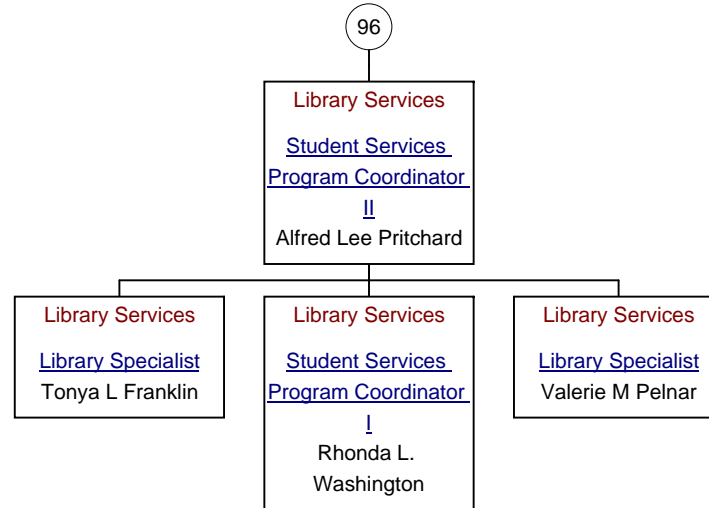 96
Library Services
Student Services
Program Coordinator
II
Alfred Lee Pritchard
Library Services
Library Specialist
Tonya L Franklin
Library Services
Student Services
Program Coordinator
I
Rhonda L.
Washington
Library Services
Library Specialist
Valerie M Pelnar